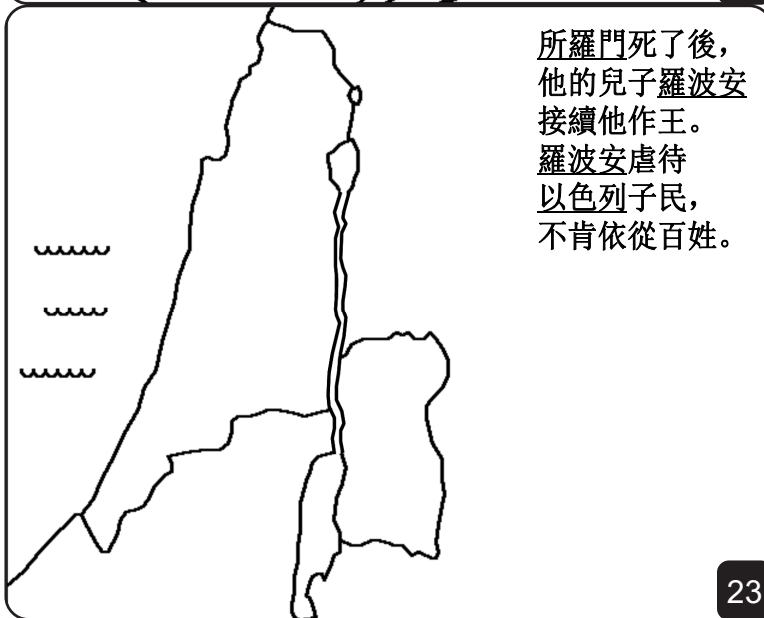 所羅門死了後，
他的兒子羅波安
接續他作王。
羅波安虐待
以色列子民，
不肯依從百姓。
23